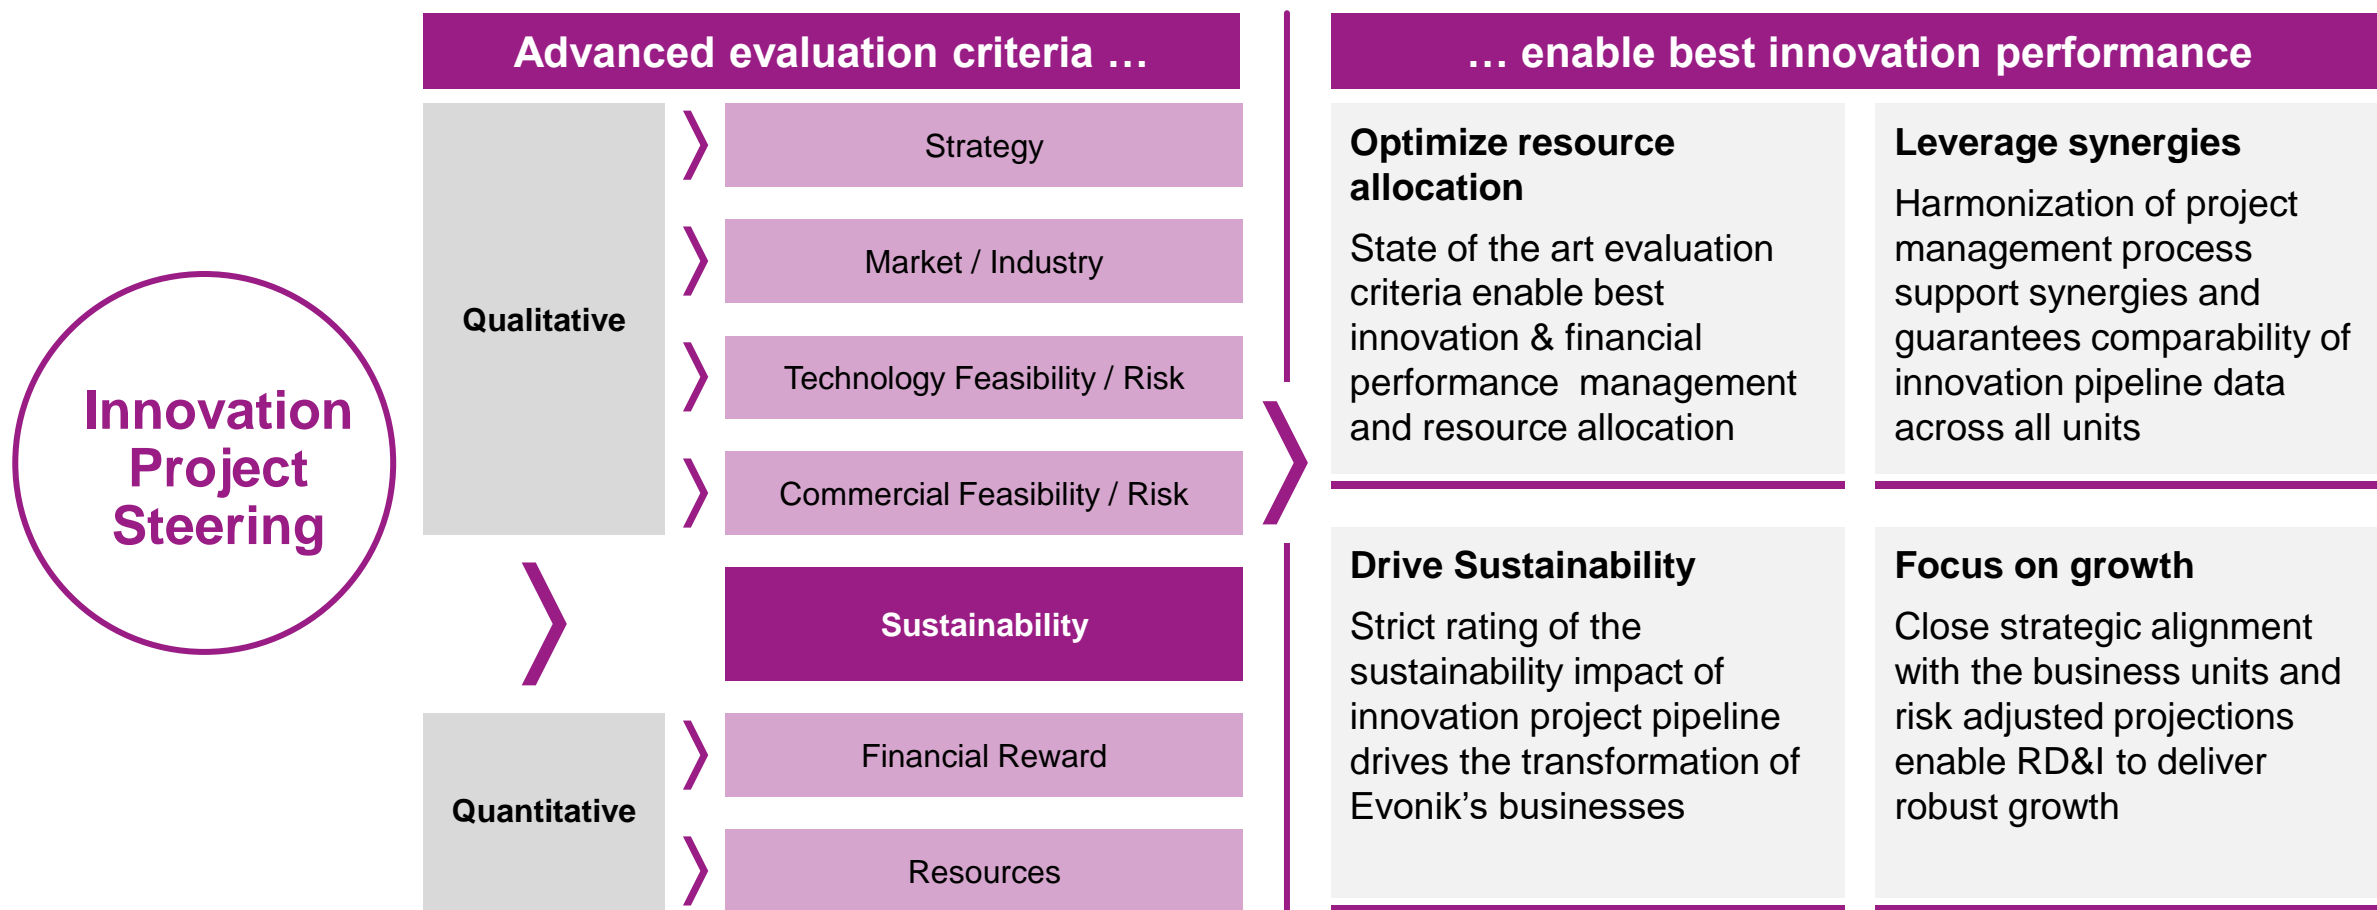 Innovation
Project
Steering
Advanced evaluation criteria …
Qualitative
Strategy
Market / Industry
Technology Feasibility / Risk
Commercial Feasibility / Risk
Sustainability
Quantitative
Financial Reward
Resources
… enable best innovation performance
Optimize resource
allocation
State of the art evaluation
criteria enable best
innovation & financial
performance  management
and resource allocation
Leverage synergies
Harmonization of project
management process
support synergies and
guarantees comparability of
innovation pipeline data
across all units
Drive Sustainability
Strict rating of the
sustainability impact of
innovation project pipeline
drives the transformation of
Evonik’s businesses
Focus on growth
Close strategic alignment
with the business units and
risk adjusted projections
enable RD&I to deliver
robust growth